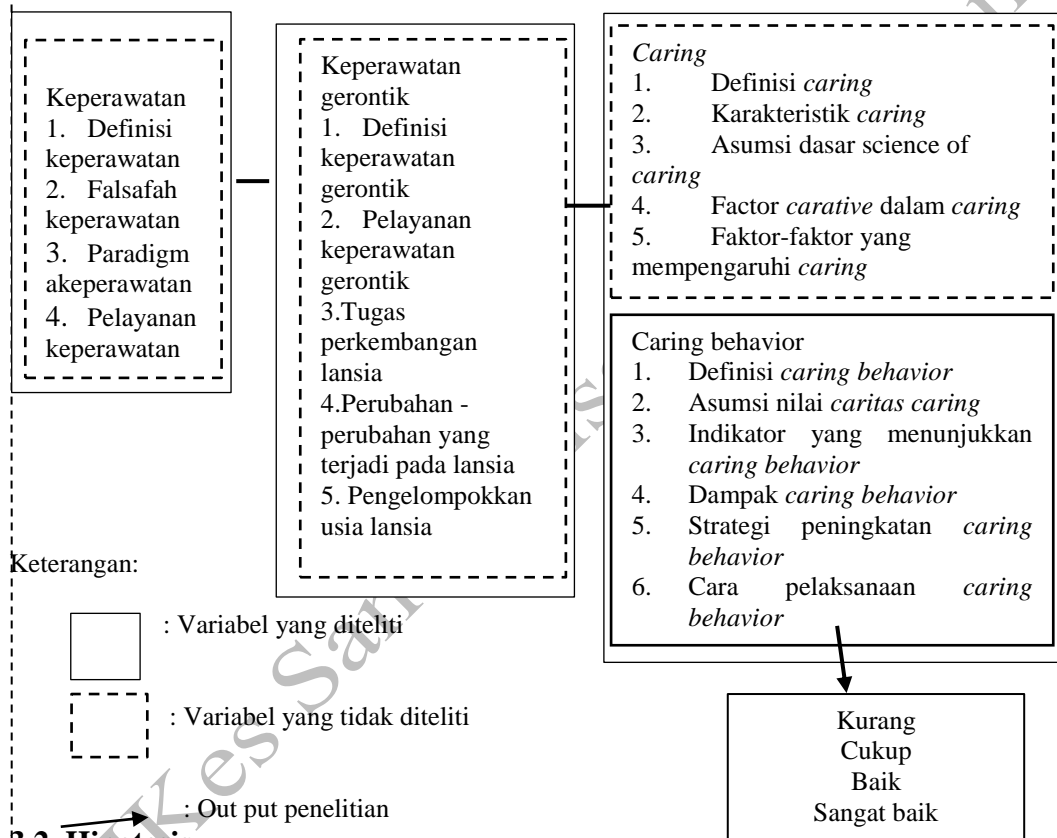 Keperawatan
1. Definisi
keperawatan
2. Falsafah
keperawatan
3. Paradigm
akeperawatan
4. Pelayanan
keperawatan
Keperawatan
gerontik
1. Definisi
keperawatan
gerontik
2. Pelayanan
keperawatan
gerontik
3.Tugas
perkembangan
lansia
4.Perubahan -
perubahan yang
terjadi pada lansia
5. Pengelompokkan
usia lansia
Caring
1. Definisi caring
2. Karakteristik caring
3. Asumsi dasar science of
caring
4. Factor carative dalam caring
5. Faktor-faktor yang
mempengaruhi caring
Caring behavior
1. Definisi caring behavior
2. Asumsi nilai caritas caring
3. Indikator yang menunjukkan
caring behavior
4. Dampak caring behavior
5. Strategi peningkatan caring
behavior
6. Cara pelaksanaan caring
behavior
Kurang
Cukup
Baik
Sangat baik
Keterangan:
: Variabel yang diteliti
: Variabel yang tidak diteliti
: Out put penelitian